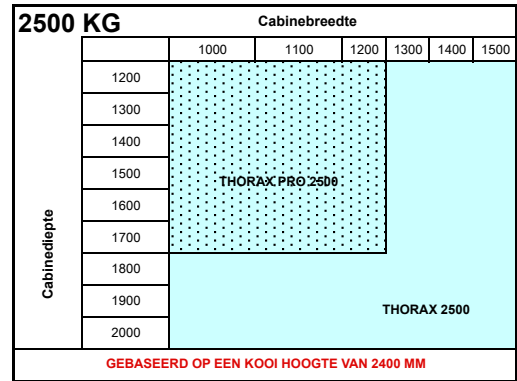 2500 KG
Cabinebreedte
1000 1100 1200 1300 1400 1500
Cabinediepte
1200
1300
1400
1500
1600
1700
1800
1900
2000
THORAX PRO 2500
THORAX 2500
GEBASEERD OP EEN KOOI HOOGTE VAN 2400 MM